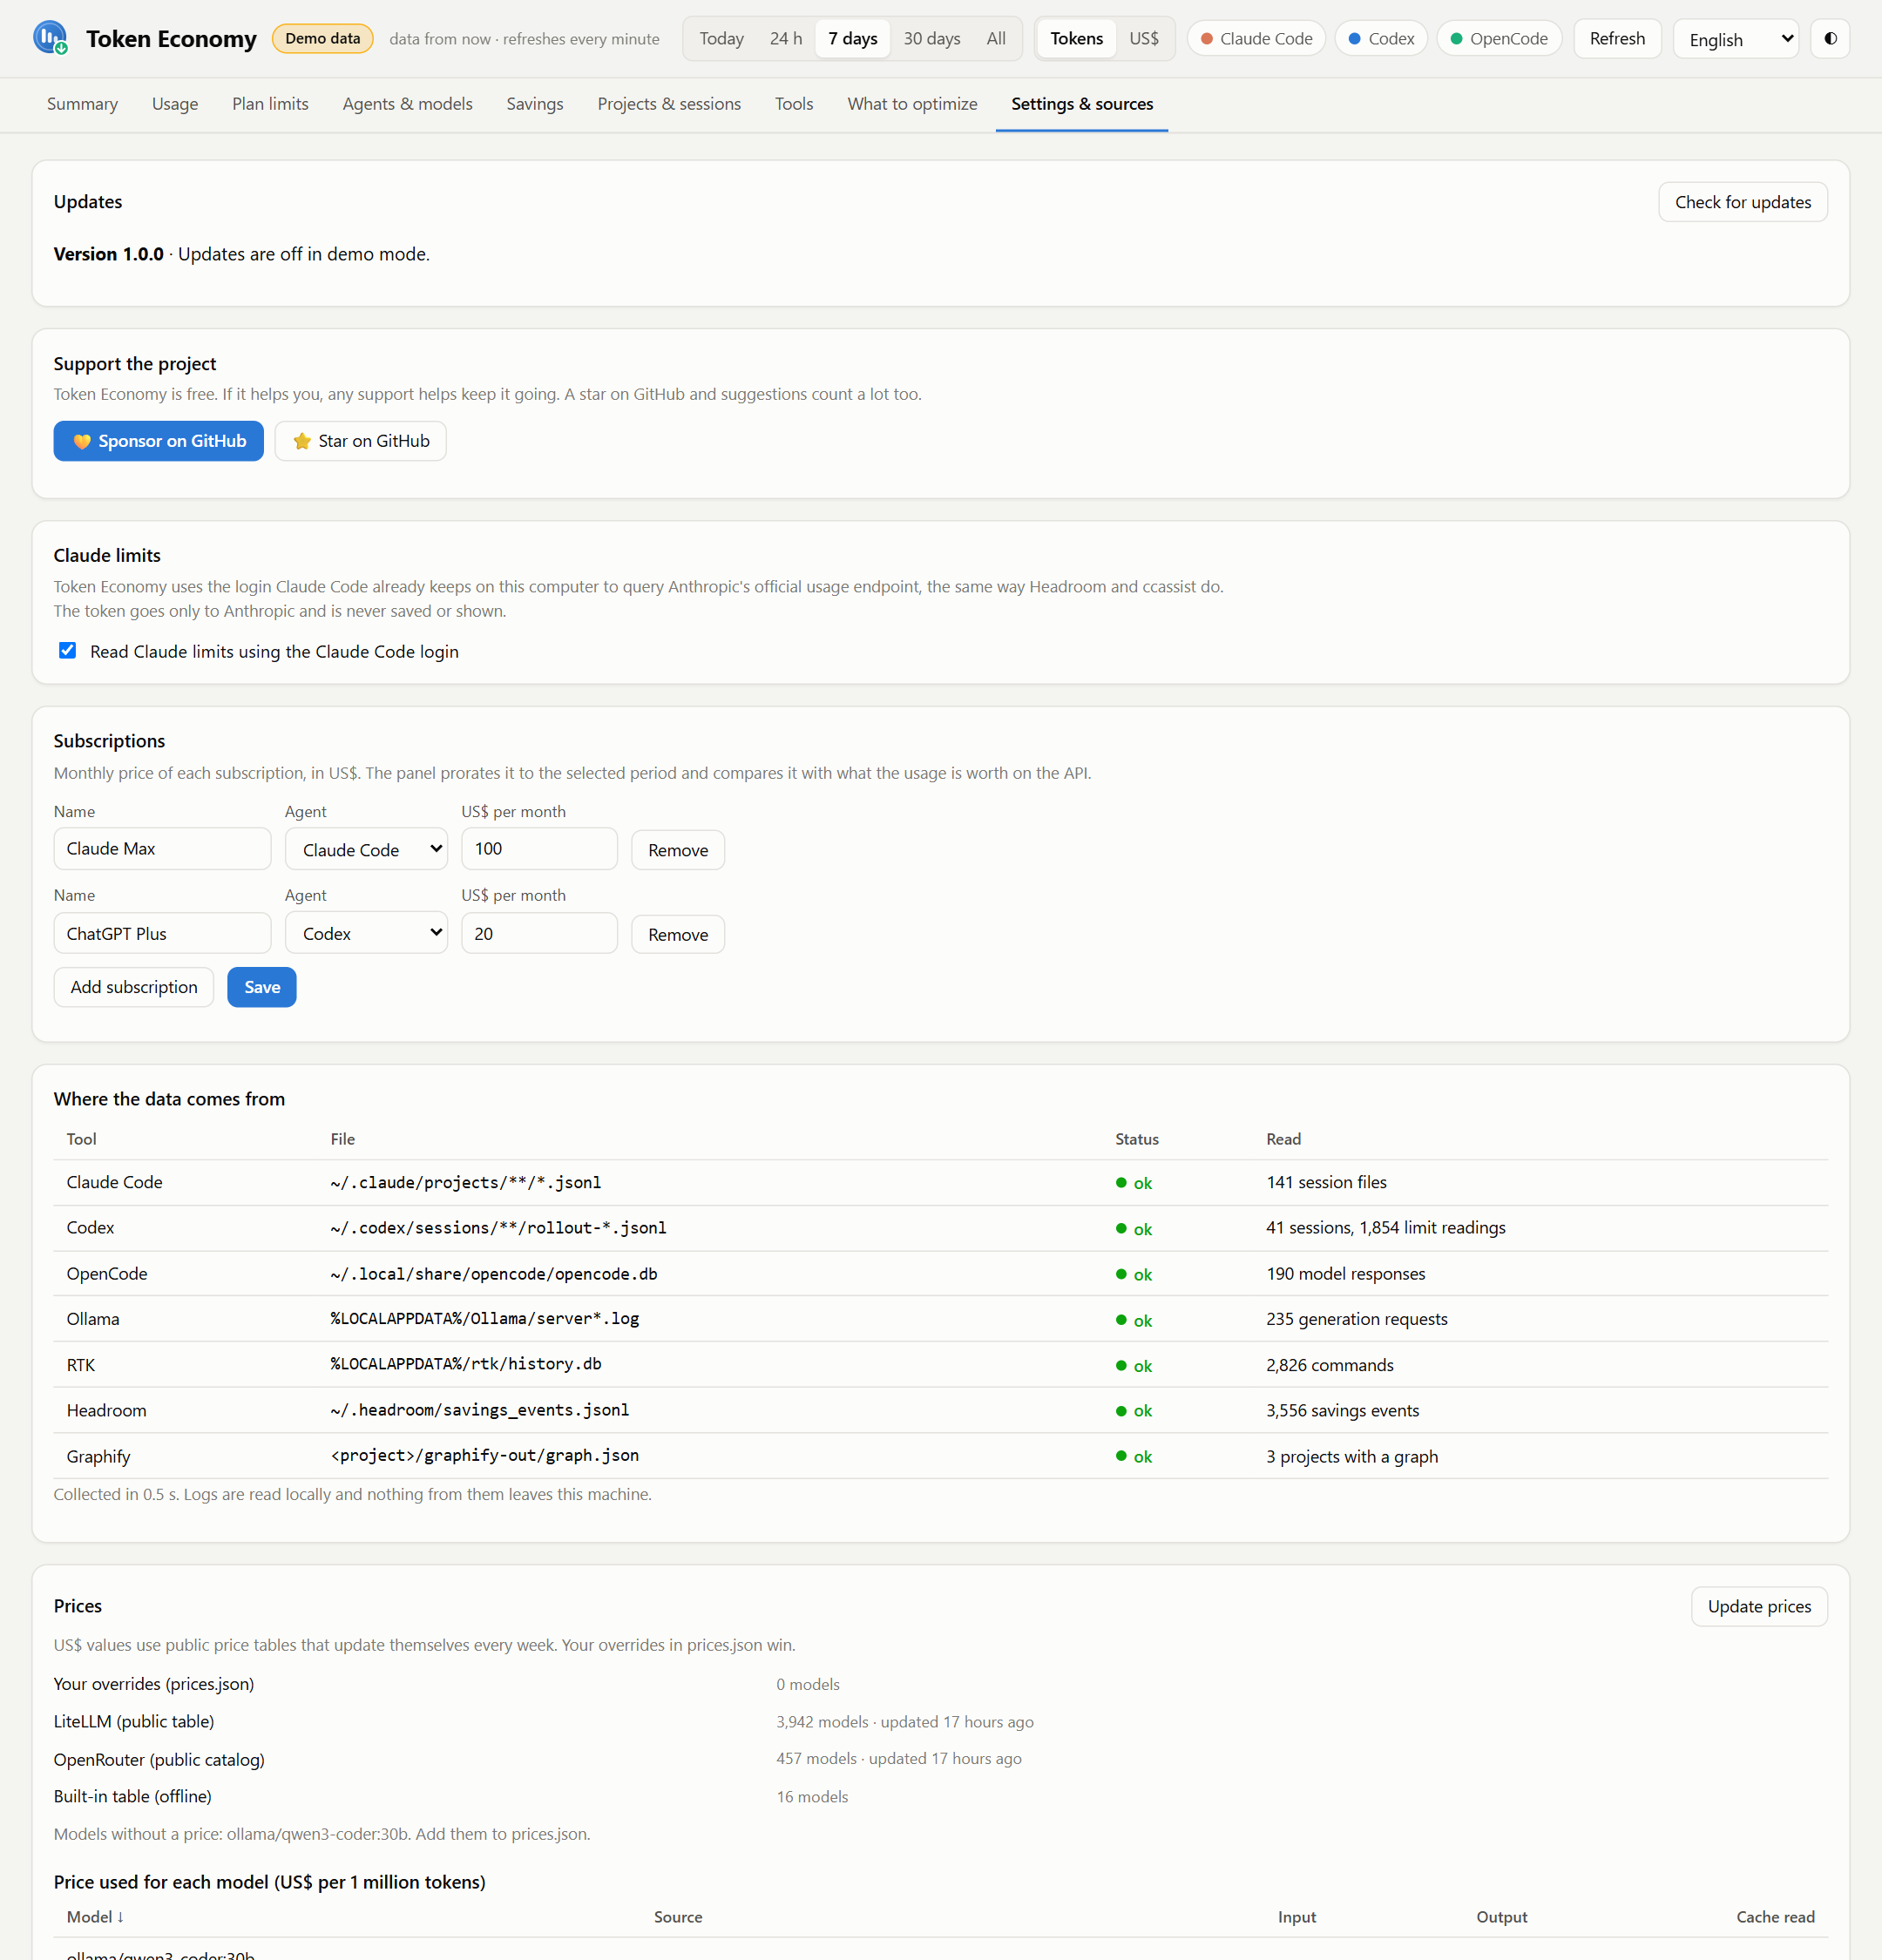 Token Economy
Demo data
data from now · refreshes every minute
Today 24 h 7 days 30 days All
Tokens US$
Claude Code
Codex
OpenCode
Refresh
English
Summary Usage Plan limits Agents & models Savings Projects & sessions Tools What to optimize Settings & sources
Updates
Check for updates
Version 1.0.0 · Updates are off in demo mode.
Support the project
Token Economy is free. If it helps you, any support helps keep it going. A star on GitHub and suggestions count a lot too.
Sponsor on GitHub
Star on GitHub
Claude limits
Token Economy uses the login Claude Code already keeps on this computer to query Anthropic's official usage endpoint, the same way Headroom and ccassist do.
The token goes only to Anthropic and is never saved or shown.
Read Claude limits using the Claude Code login
Subscriptions
Monthly price of each subscription, in US$. The panel prorates it to the selected period and compares it with what the usage is worth on the API.
Name Agent US$ per month
Claude Max Claude Code 100 Remove
Name Agent US$ per month
ChatGPT Plus Codex 20 Remove
Add subscription Save
Where the data comes from
Tool File Status Read
Claude Code ~/.claude/projects/**/*.jsonl ok 141 session files
Codex ~/.codex/sessions/**/rollout-*.jsonl ok 41 sessions, 1,854 limit readings
OpenCode ~/.local/share/opencode/opencode.db ok 190 model responses
Ollama %LOCALAPPDATA%/Ollama/server*.log ok 235 generation requests
RTK %LOCALAPPDATA%/rtk/history.db ok 2,826 commands
Headroom ~/.headroom/savings_events.jsonl ok 3,556 savings events
Graphify <project>/graphify-out/graph.json ok 3 projects with a graph
Collected in 0.5 s. Logs are read locally and nothing from them leaves this machine.
Prices
Update prices
US$ values use public price tables that update themselves every week. Your overrides in prices.json win.
Your overrides (prices.json) 0 models
LiteLLM (public table) 3,942 models · updated 17 hours ago
OpenRouter (public catalog) 457 models · updated 17 hours ago
Built-in table (offline) 16 models
Models without a price: ollama/qwen3-coder:30b. Add them to prices.json.
Price used for each model (US$ per 1 million tokens)
Model ↓ Source Input Output Cache read
ollama/qwen3-coder:30b